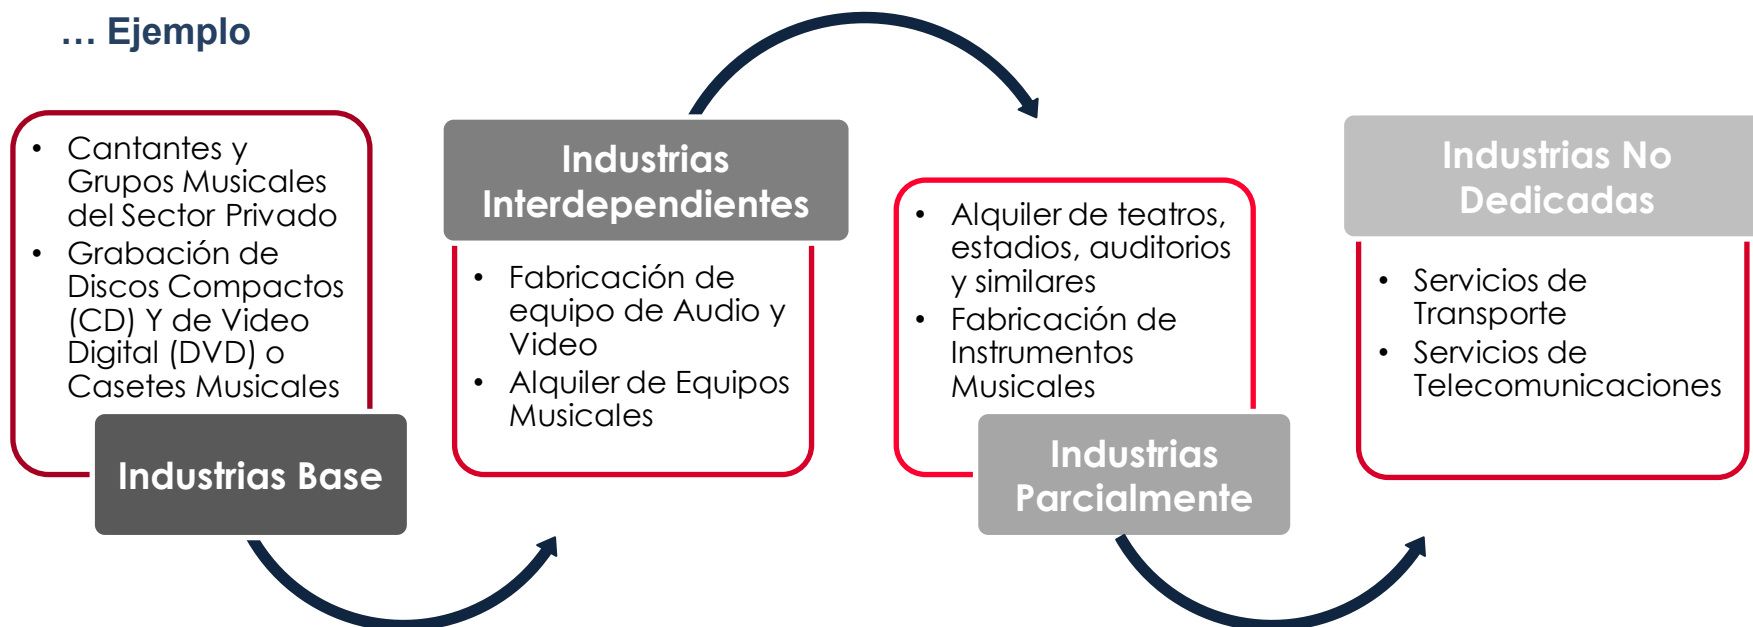 ... Ejemplo
• Cantantes y
Grupos Musicales
del Sector Privado
• Grabación de
Discos Compactos
(CD) Y de Video
Digital (DVD) o
Casetes Musicales
Industrias Base
Industrias
Interdependientes
• Fabricación de
equipo de Audio y
Video
• Alquiler de Equipos
Musicales
• Alquiler de teatros,
estadios, auditorios
y similares
• Fabricación de
Instrumentos
Musicales
Industrias
Parcialmente
Industrias No
Dedicadas
• Servicios de
Transporte
• Servicios de
Telecomunicaciones